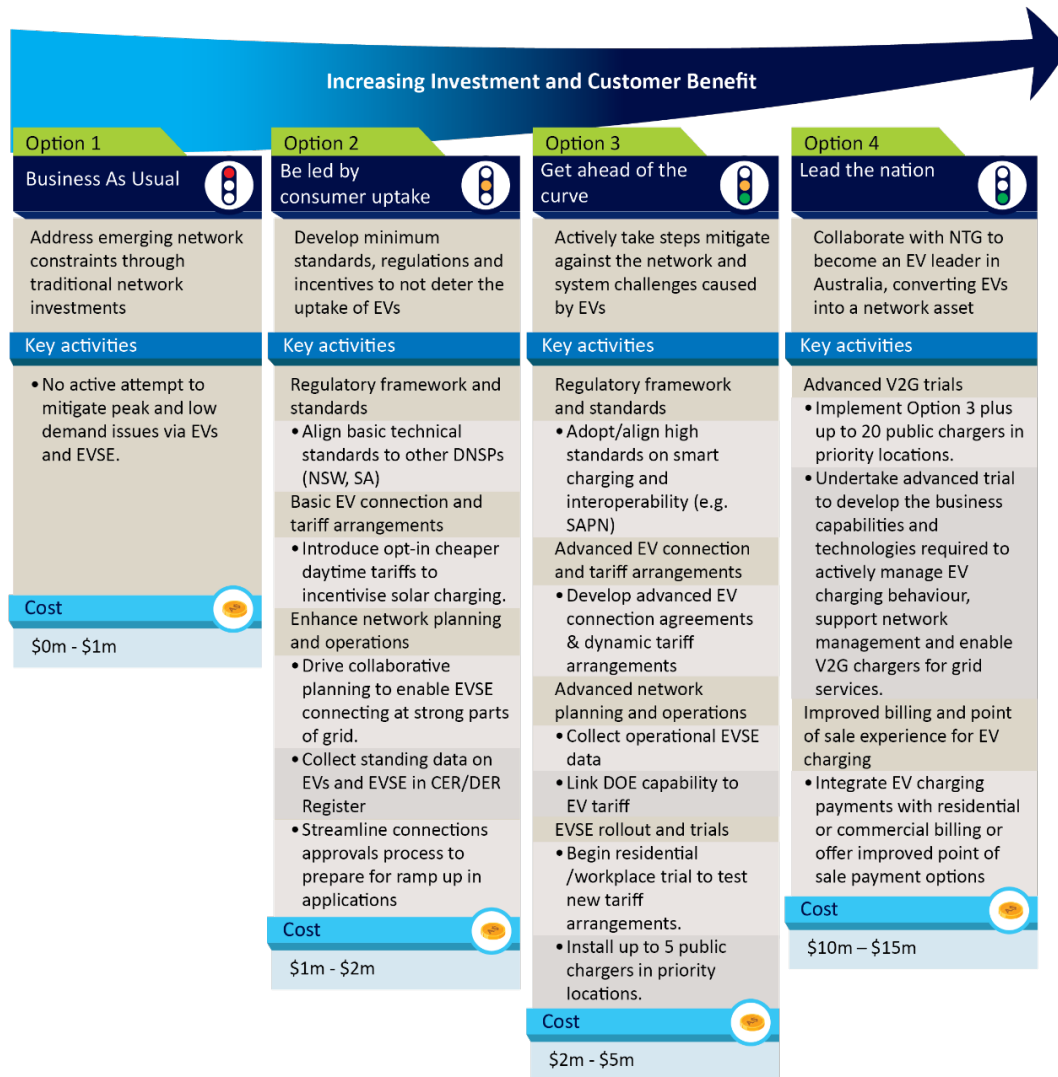 Increasing Investment and Customer Benefit
Option 1
Business As Usual
Address emerging network
constraints through
traditional network
investments
Key activities
• No active attempt to
mitigate peak and low
demand issues via EVs
and EVSE.
Cost
$0m - $1m
Option 2
Be led by
consumer uptake
Develop minimum
standards, regulations and
incentives to not deter the
uptake of EVs
Key activities
Regulatory framework and
standards
• Align basic technical
standards to other DNSPs
(NSW, SA)
Basic EV connection and
tariff arrangements
• Introduce opt-in cheaper
daytime tariffs to
incentivise solar charging.
Enhance network planning
and operations
• Drive collaborative
planning to enable EVSE
connecting at strong parts
of grid.
• Collect standing data on
EVs and EVSE in CER/DER
Register
• Streamline connections
approvals process to
prepare for ramp up in
applications
Cost
$1m - $2m
Option 3
Get ahead of the
curve
Actively take steps mitigate
against the network and
system challenges caused
by EVs
Key activities
Regulatory framework
and standards
• Adopt/align high
standards on smart
charging and
interoperability (e.g.
SAPN)
Advanced EV connection
and tariff arrangements
• Develop advanced EV
connection agreements
& dynamic tariff
arrangements
Advanced network
planning and operations
• Collect operational EVSE
data
• Link DOE capability to
EV tariff
EVSE rollout and trials
• Begin residential
/workplace trial to test
new tariff
arrangements.
• Install up to 5 public
chargers in priority
locations.
Cost
$2m - $5m
Option 4
Lead the nation
Collaborate with NTG to
become an EV leader in
Australia, converting EVs
into a network asset
Key activities
Advanced V2G trials
• Implement Option 3 plus
up to 20 public chargers in
priority locations.
• Undertake advanced trial
to develop the business
capabilities and
technologies required to
actively manage EV
charging behaviour,
support network
management and enable
V2G chargers for grid
services.
Improved billing and point
of sale experience for EV
charging
• Integrate EV charging
payments with residential
or commercial billing or
offer improved point of
sale payment options
Cost
$10m – $15m